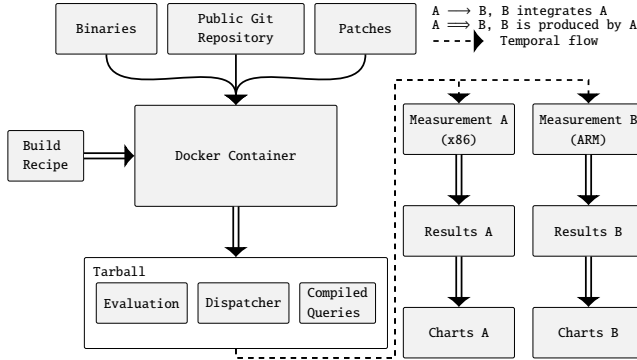 Binaries
Public Git
Repository
Patches
A → B, B integrates A
A ⟹ B, B is produced by A
Temporal flow
Build
Recipe
Docker Container
Measurement A
(x86)
Measurement B
(ARM)
Results A
Results B
Tarball
Evaluation
Dispatcher
Compiled
Queries
Charts A
Charts B